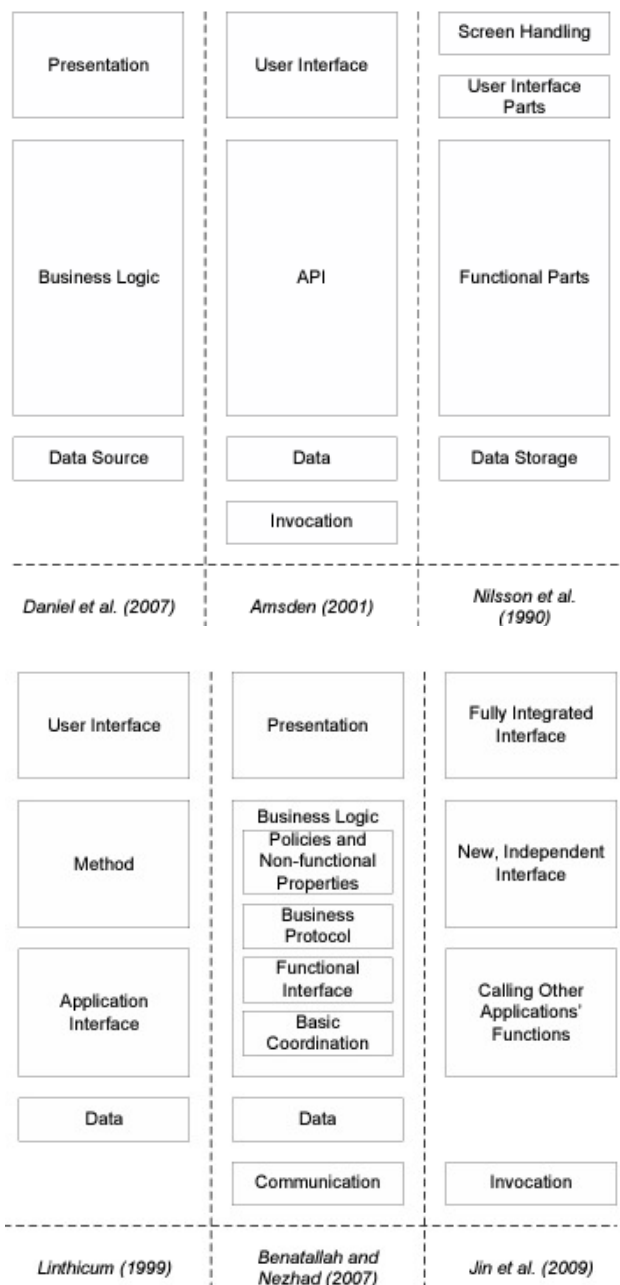 Presentation
Business Logic
Data Source
Daniel et al. (2007)
User Interface
API
Data
Invocation
Amsden (2001)
Screen Handling
User Interface
Parts
Functional Parts
Data Storage
Nilsson et al.
(1990)
User Interface
Method
Application
Interface
Data
Linthicum (1999)
Presentation
Business Logic
Policies and
Non-functional
Properties
Business
Protocol
Functional
Interface
Basic
Coordination
Data
Communication
Benatallah and
Nezhad (2007)
Fully Integrated
Interface
New, Independent
Interface
Calling Other
Applications'
Functions
Invocation
Jin et al. (2009)